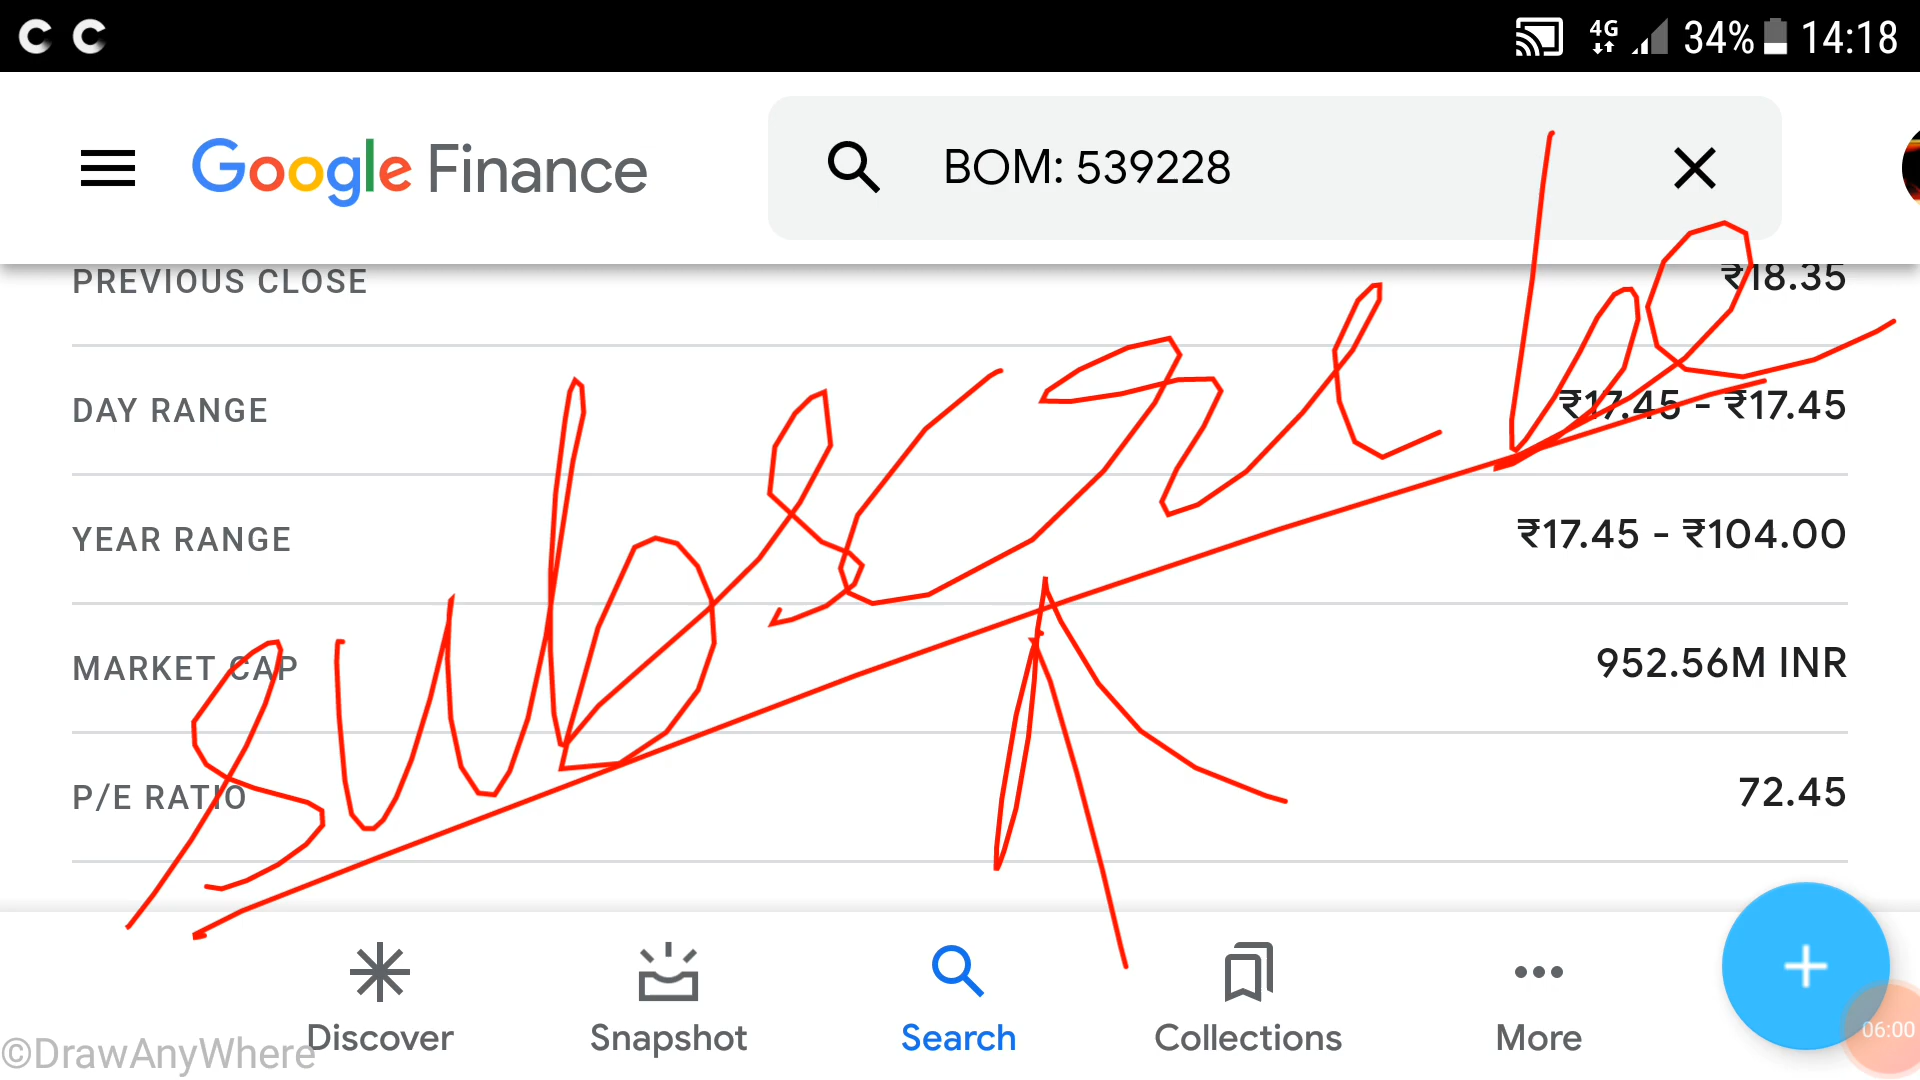 C C 4G 34% 14:18
Google Finance BOM: 539228
PREVIOUS CLOSE ₹18.35
DAY RANGE ₹17.45 - ₹17.45
YEAR RANGE ₹17.45 - ₹104.00
MARKET CAP 952.56M INR
P/E RATIO 72.45
subscribe
Discover Snapshot Search Collections More
06:00
©DrawAnyWhere